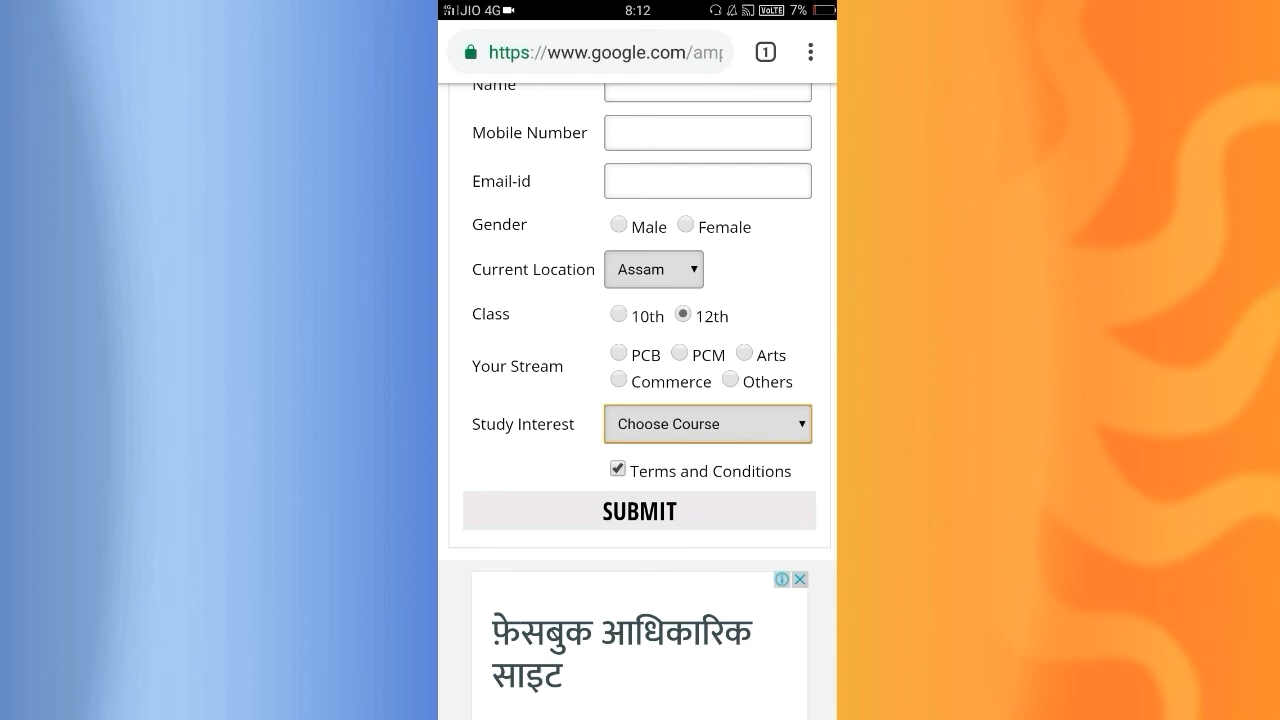 JIO 4G 8:12 VoLTE 7%
https://www.google.com/amp
1
Name
Mobile Number
Email-id
Gender Male Female
Current Location Assam
Class 10th 12th
Your Stream PCB PCM Arts
Commerce Others
Study Interest Choose Course
Terms and Conditions
SUBMIT
फ़ेसबुक आधिकारिक
साइट